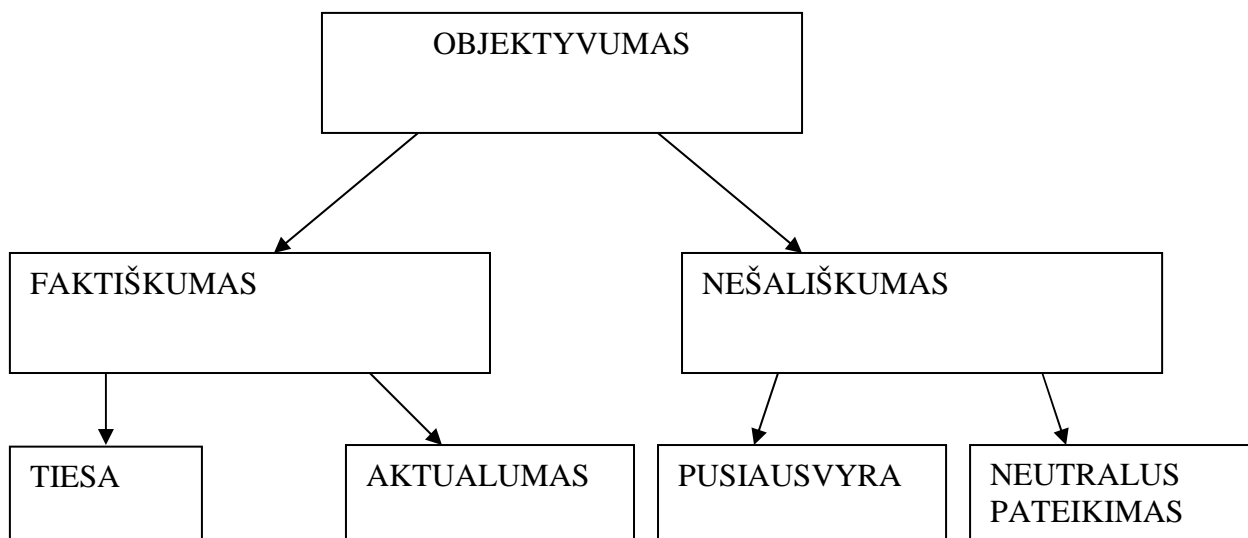 OBJEKTYVUMAS
FAKTIŠKUMAS
NEŠALIŠKUMAS
TIESA
AKTUALUMAS
PUSIAUSVYRA
NEUTRALUS
PATEIKIMAS